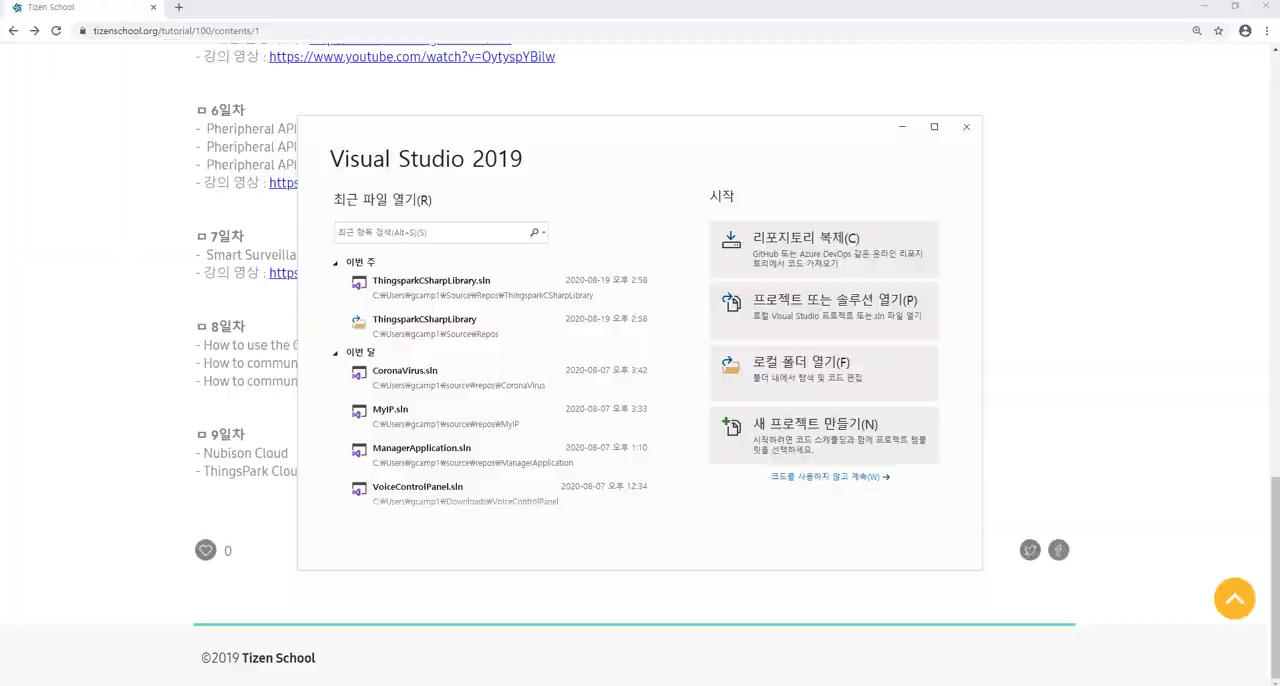 Tizen School
tizenschool.org/tutorial/100/contents/1
- 강의 영상 : https://www.youtube.com/watch?v=OytyspYBilw
ㅁ 6일차
- Pheripheral API
- Pheripheral API
- Pheripheral API
- 강의 영상 : https
ㅁ 7일차
- Smart Surveilla
- 강의 영상 : https
ㅁ 8일차
- How to use the
- How to commun
- How to commun
ㅁ 9일차
- Nubison Cloud
- ThingsPark Clou
0
Visual Studio 2019
최근 파일 열기(R)
최근 항목 검색(Alt+S)(S)
이번 주
ThingsparkCSharpLibrary.sln 2020-08-19 오후 2:58
C:₩Users₩gcamp1₩Source₩Repos₩ThingsparkCSharpLibrary
ThingsparkCSharpLibrary 2020-08-19 오후 2:58
C:₩Users₩gcamp1₩Source₩Repos
이번 달
CoronaVirus.sln 2020-08-07 오후 3:42
C:₩Users₩gcamp1₩source₩repos₩CoronaVirus
MyIP.sln 2020-08-07 오후 3:33
C:₩Users₩gcamp1₩source₩repos₩MyIP
ManagerApplication.sln 2020-08-07 오후 1:10
C:₩Users₩gcamp1₩source₩repos₩ManagerApplication
VoiceControlPanel.sln 2020-08-07 오후 12:34
C:₩Users₩gcamp1₩Downloads₩VoiceControlPanel
시작
리포지토리 복제(C)
GitHub 또는 Azure DevOps 같은 온라인 리포지
토리에서 코드 가져오기
프로젝트 또는 솔루션 열기(P)
로컬 Visual Studio 프로젝트 또는 .sln 파일 열기
로컬 폴더 열기(F)
폴더 내에서 탐색 및 코드 편집
새 프로젝트 만들기(N)
시작하려면 코드 스캐폴딩과 함께 프로젝트 템플
릿을 선택하세요.
코드를 사용하지 않고 계속(W) →
©2019 Tizen School